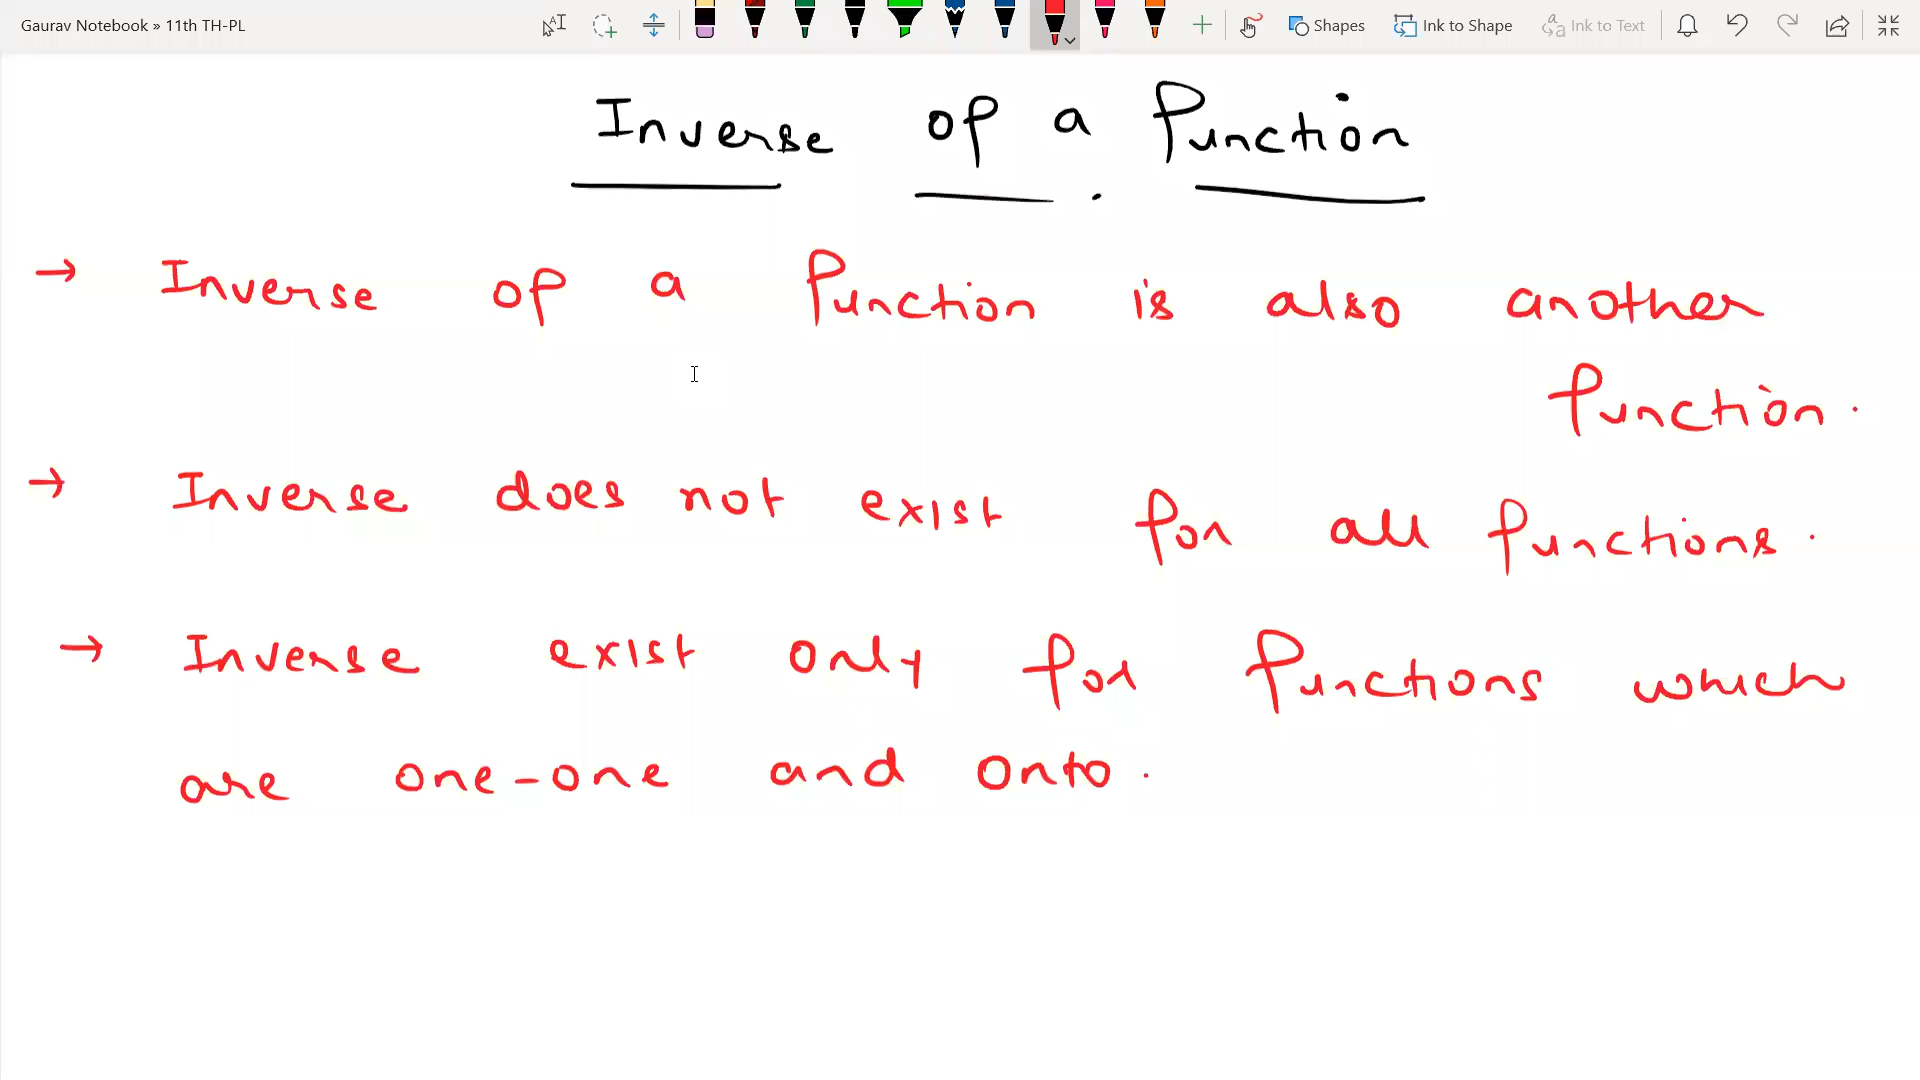 Gaurav Notebook » 11th TH-PL
Shapes Ink to Shape Ink to Text
Inverse of a function
→ Inverse of a function is also another
function.
→ Inverse does not exist for all functions.
→ Inverse exist only for functions which
are one-one and onto.